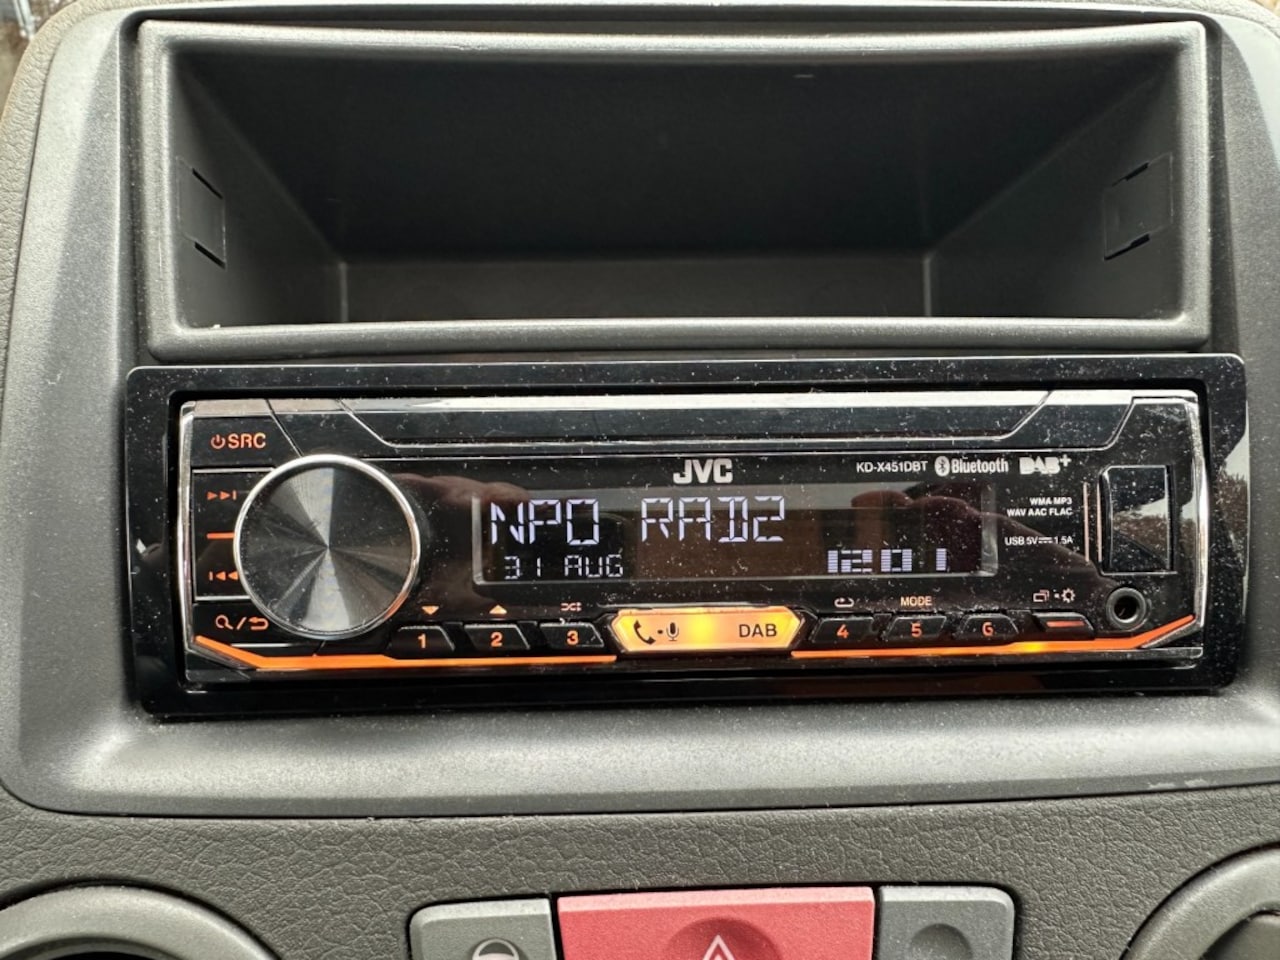 SRC
JVC
KD-X451DBT Bluetooth DAB+
WMA MP3
WAV AAC FLAC
USB 5V⎓1.5A
NPO RAD2
31 AUG 12:01
MODE
1 2 3 DAB 4 5 6